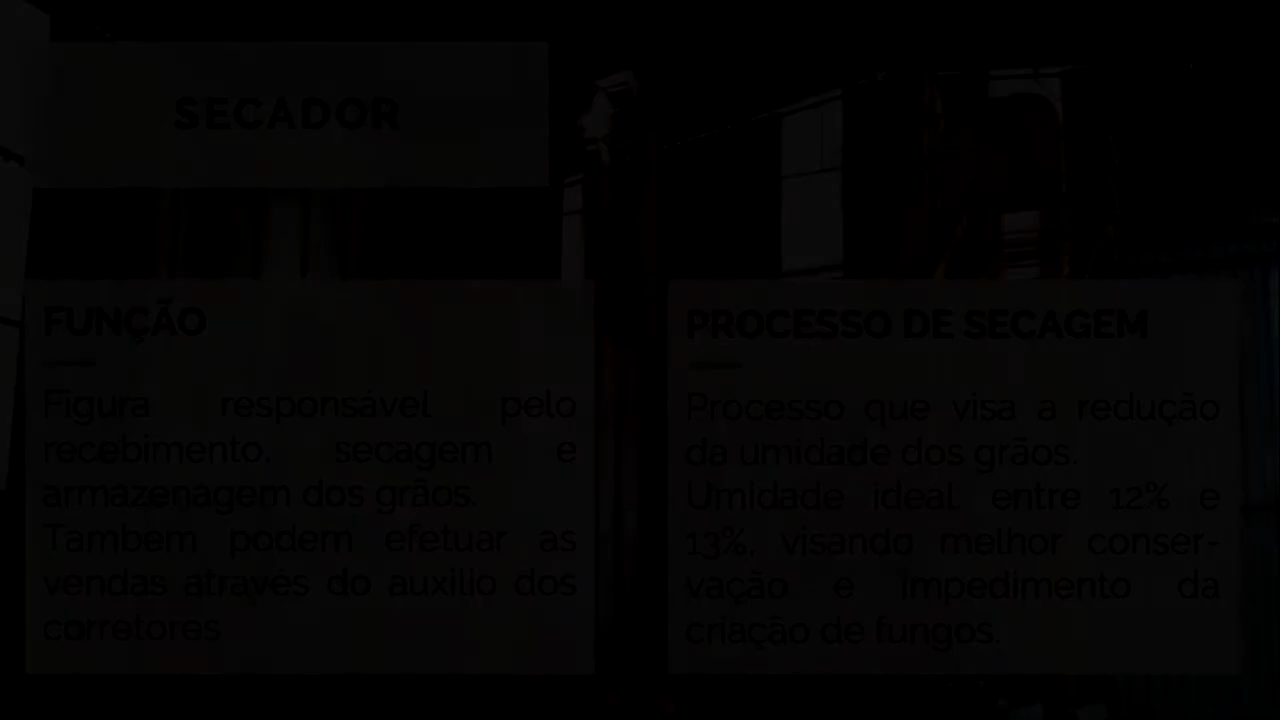 SECADOR
FUNÇÃO
Figura responsável pelo
recebimento, secagem e
armazenagem dos grãos.
Também podem efetuar as
vendas através do auxilio dos
corretores
PROCESSO DE SECAGEM
Processo que visa a redução
da umidade dos grãos.
Umidade ideal entre 12% e
13%, visando melhor conser-
vação e impedimento da
criação de fungos.